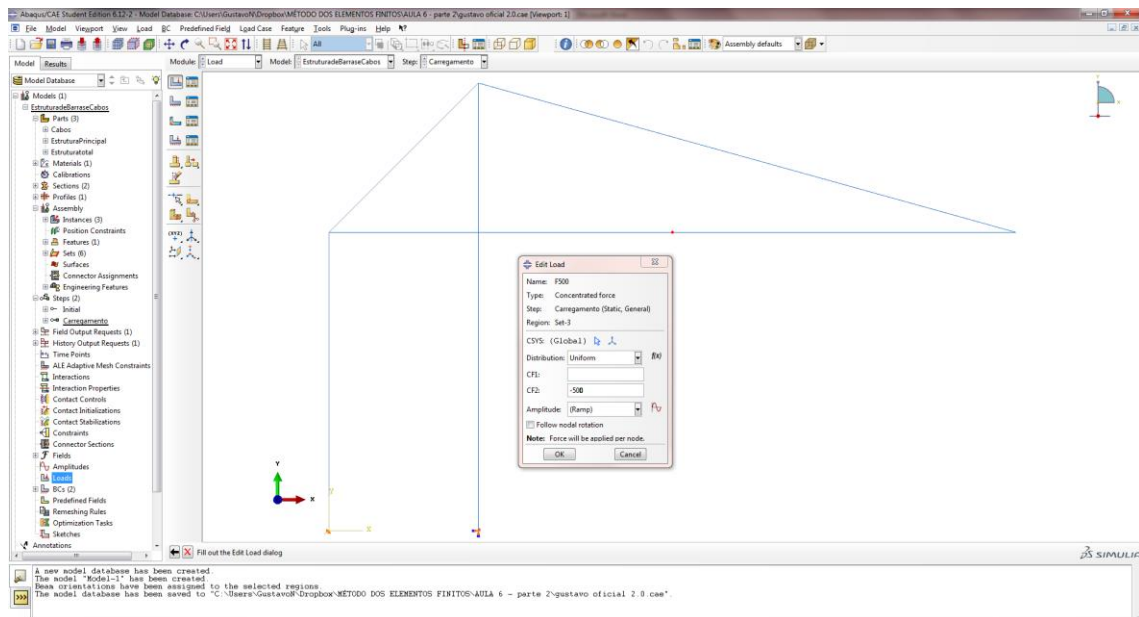 Abaqus/CAE Student Edition 6.12-2 - Model Database: C:\Users\GustavoN\Dropbox\MÉTODO DOS ELEMENTOS FINITOS\AULA 6 - parte 2\gustavo oficial 2.0.cae [Viewport: 1]
File Model Viewport View Load BC Predefined Field Load Case Feature Tools Plug-ins Help
All Assembly defaults
Model Results Module: Load Model: EstruturadeBarraseCabos Step: Carregamento
Model Database
Models (1)
EstruturadeBarraseCabos
Parts (3)
Cabos
EstruturaPrincipal
Estruturatotal
Materials (1)
Calibrations
Sections (2)
Profiles (1)
Assembly
Instances (3)
Position Constraints
Features (1)
Sets (6)
Surfaces
Connector Assignments
Engineering Features
Steps (2)
Initial
Carregamento
Field Output Requests (1)
History Output Requests (1)
Time Points
ALE Adaptive Mesh Constraints
Interactions
Interaction Properties
Contact Controls
Contact Initializations
Contact Stabilizations
Constraints
Connector Sections
Fields
Amplitudes
Loads
BCs (2)
Predefined Fields
Remeshing Rules
Optimization Tasks
Sketches
Annotations
(XYZ)
Edit Load
Name: F500
Type: Concentrated force
Step: Carregamento (Static, General)
Region: Set-3
CSYS: (Global)
Distribution: Uniform f(x)
CF1:
CF2: -500
Amplitude: (Ramp)
Follow nodal rotation
Note: Force will be applied per node.
OK Cancel
Y
X
Y
X
Fill out the Edit Load dialog
SIMULIA
A new model database has been created.
The model "Model-1" has been created.
Beam orientations have been assigned to the selected regions.
The model database has been saved to "C:\Users\GustavoN\Dropbox\MÉTODO DOS ELEMENTOS FINITOS\AULA 6 - parte 2\gustavo oficial 2.0.cae".